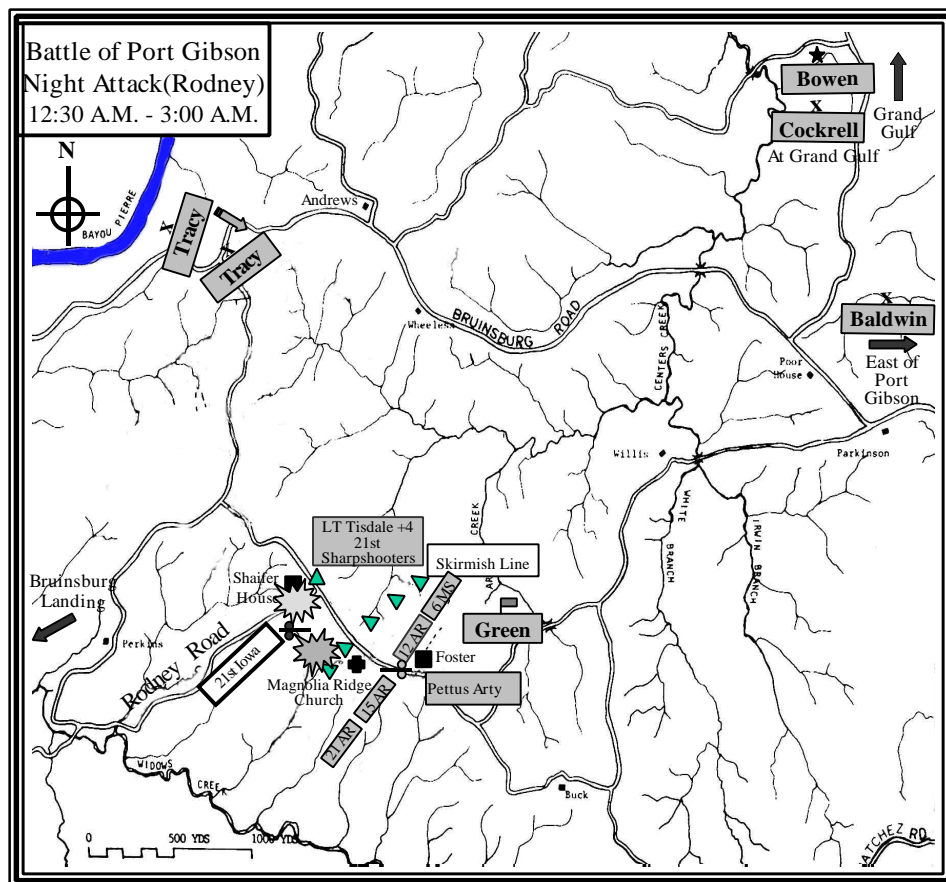 Battle of Port Gibson
Night Attack(Rodney)
12:30 A.M. - 3:00 A.M.
N
BAYOU PIERRE
X
Tracy
Tracy
Andrews
Bowen
X
Cockrell
At Grand Gulf
Grand
Gulf
Wheeless
BRUINSBURG ROAD
CENTERS CREEK
X
Baldwin
East of
Port
Gibson
Poor
House
Parkinson
Willis
WHITE
BRANCH
IRWIN BRANCH
CREEK
AR
LT Tisdale +4
21st
Sharpshooters
Skirmish Line
Bruinsburg
Landing
Shaifer
House
Perkins
Rodney Road
21st Iowa
Magnolia Ridge
Church
6 MS
12 AR
15 AR
21 AR
Green
Foster
Pettus Arty
WIDOWS
CREEK
Buck
0 500 YDS 1000 YDS
ATCHEZ RD